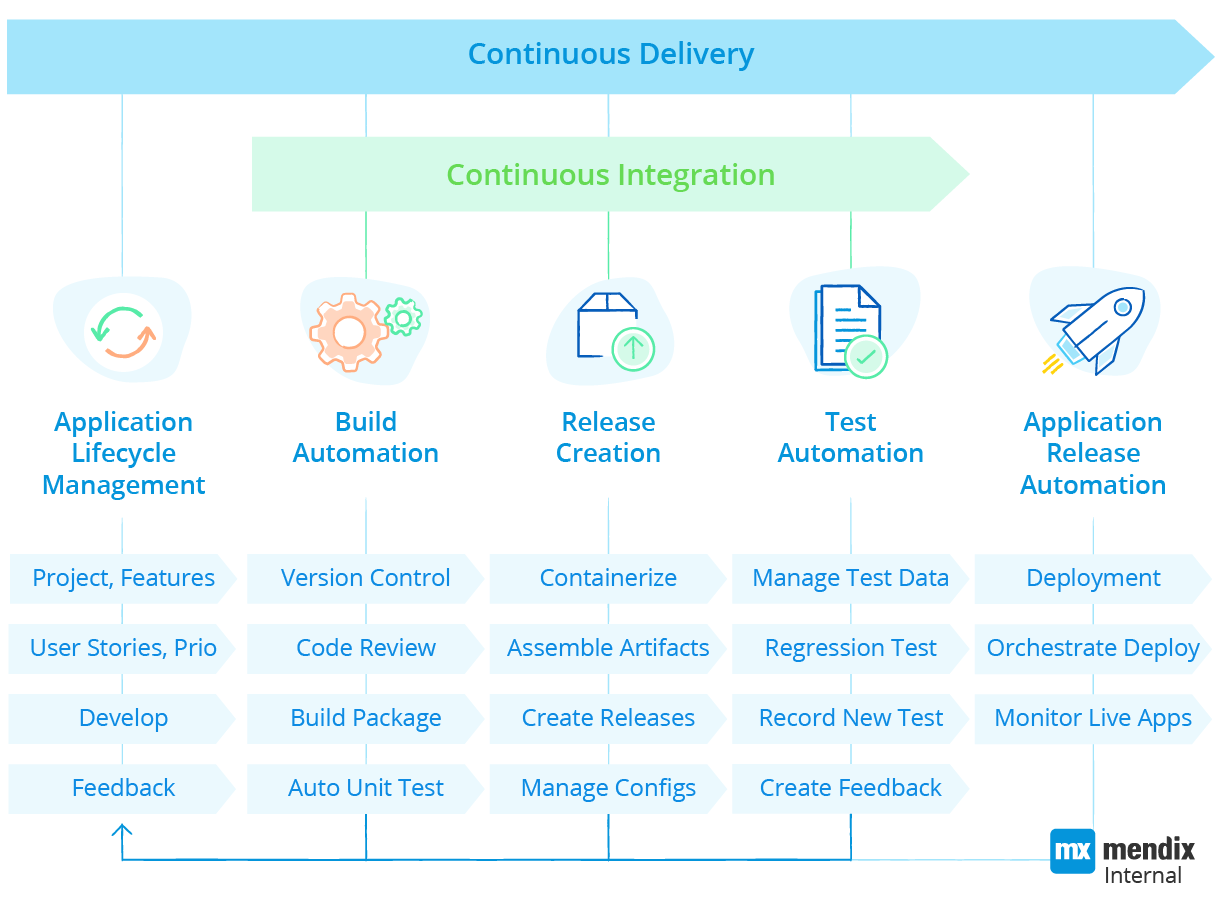 Continuous Delivery
Continuous Integration
Application
Lifecycle
Management
Build
Automation
Release
Creation
Test
Automation
Application
Release
Automation
Project, Features
Version Control
Containerize
Manage Test Data
Deployment
User Stories, Prio
Code Review
Assemble Artifacts
Regression Test
Orchestrate Deploy
Develop
Build Package
Create Releases
Record New Test
Monitor Live Apps
Feedback
Auto Unit Test
Manage Configs
Create Feedback
mx mendix
Internal